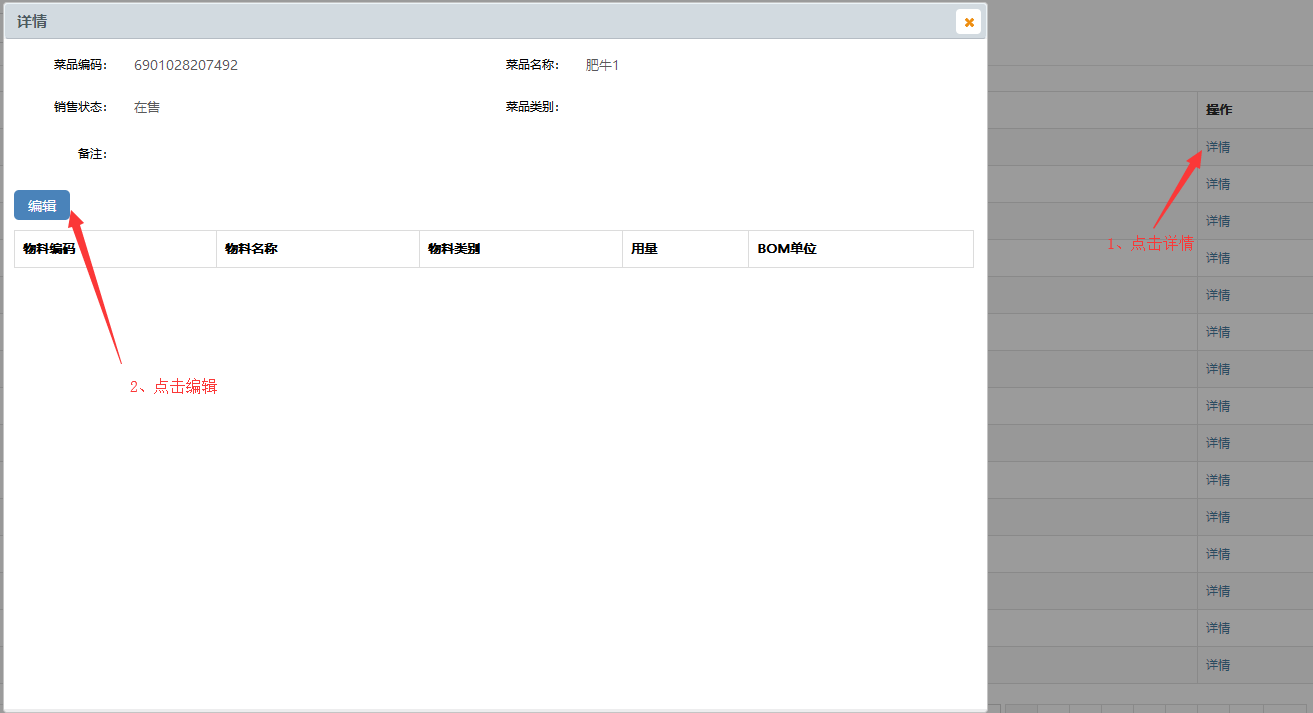 详情
菜品编码： 6901028207492 菜品名称： 肥牛1
销售状态： 在售 菜品类别：
备注：
编辑
物料编码 物料名称 物料类别 用量 BOM单位
2、点击编辑
操作
详情
详情
详情
1、点击详情
详情
详情
详情
详情
详情
详情
详情
详情
详情
详情
详情
详情